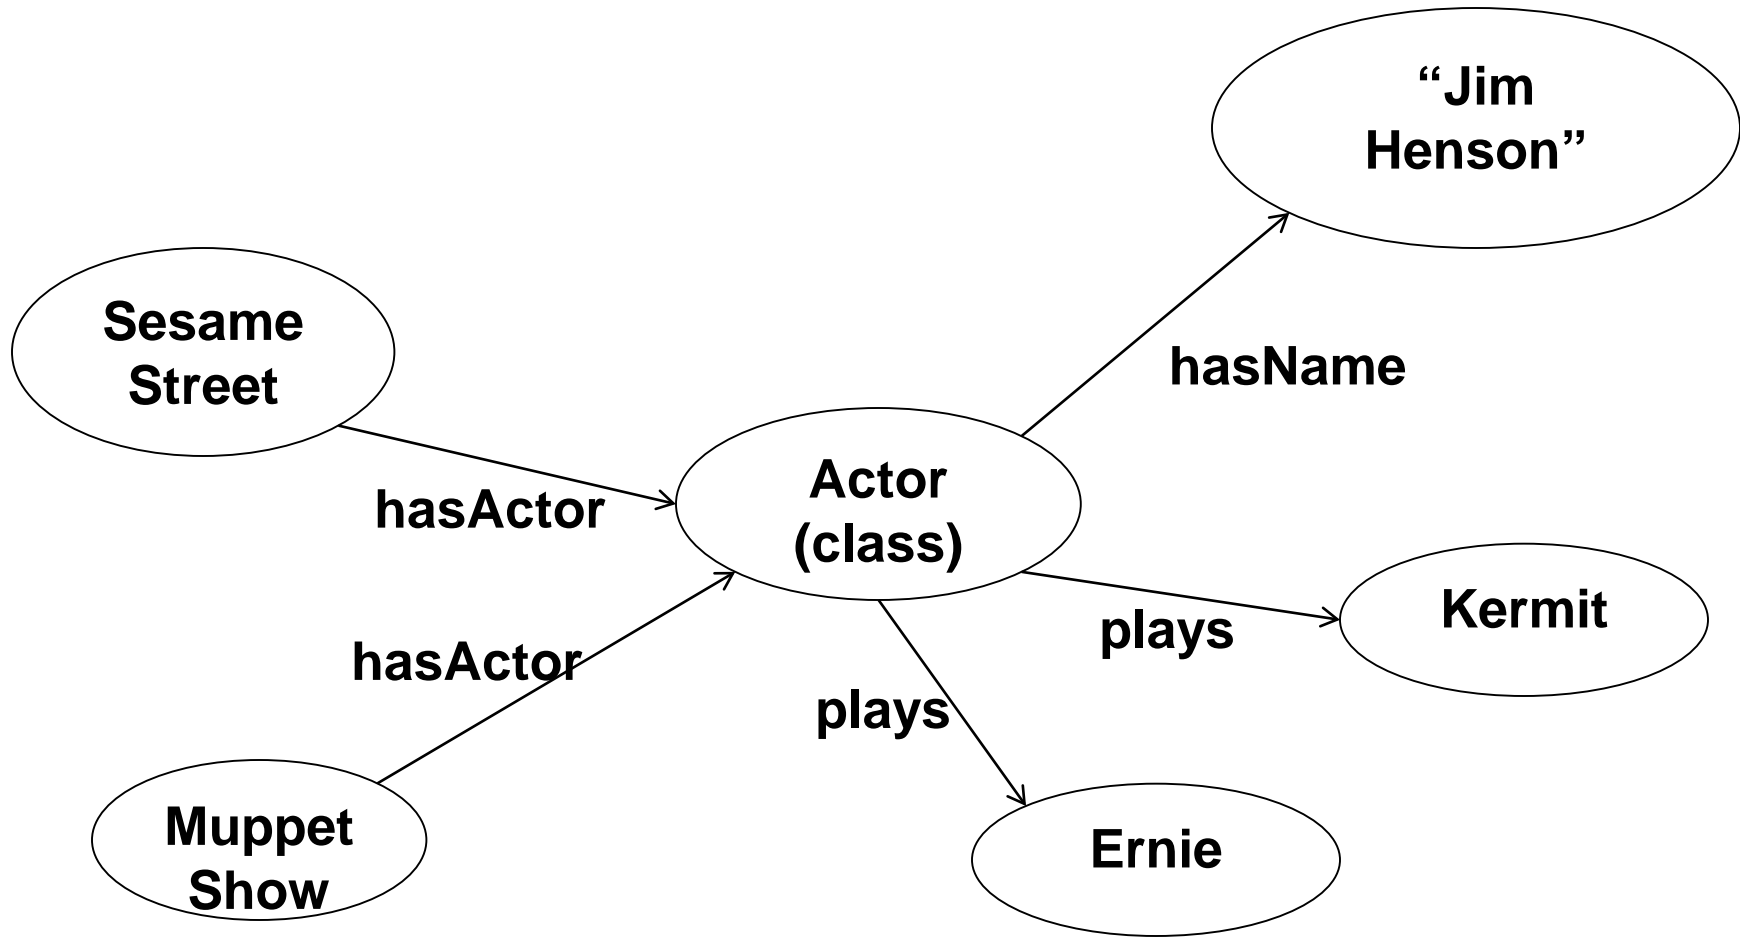 “Jim
Henson”
Sesame
Street
hasName
Actor
(class)
hasActor
Kermit
plays
hasActor
plays
Muppet
Show
Ernie